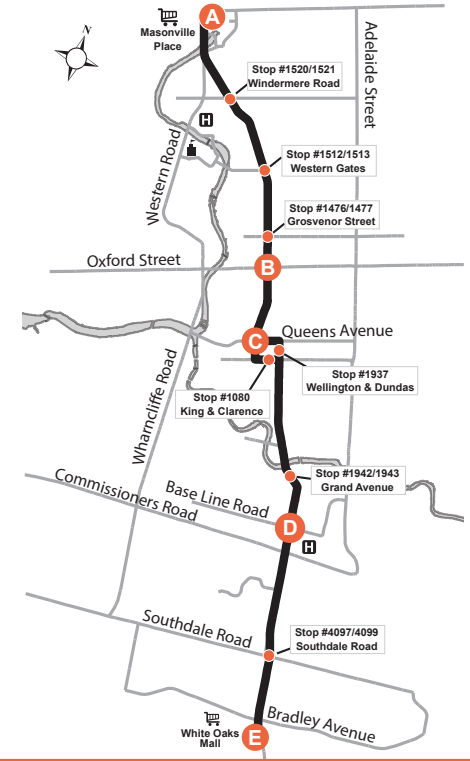 A
Masonville
Place
N
Adelaide Street
Stop #1520/1521
Windermere Road
H
Western Road
Stop #1512/1513
Western Gates
Stop #1476/1477
Grosvenor Street
Oxford Street
B
Queens Avenue
C
Stop #1937
Wellington & Dundas
Stop #1080
King & Clarence
Wharncliffe Road
Stop #1942/1943
Grand Avenue
Commissioners Road
Base Line Road
D
H
Southdale Road
Stop #4097/4099
Southdale Road
Bradley Avenue
White Oaks
Mall
E